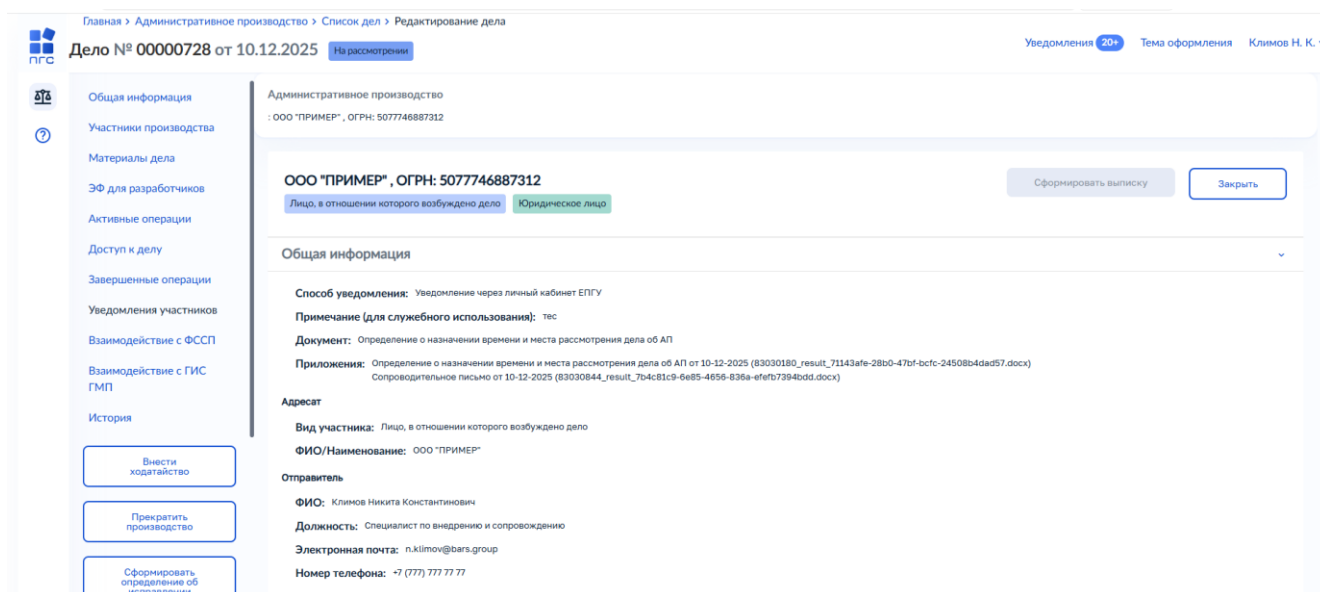 Главная > Административное производство > Список дел > Редактирование дела
Дело № 00000728 от 10.12.2025 На рассмотрении
Уведомления 20+ Тема оформления Климов Н. К.
ПГС
Общая информация
Участники производства
Материалы дела
ЭФ для разработчиков
Активные операции
Доступ к делу
Завершенные операции
Уведомления участников
Взаимодействие с ФССП
Взаимодействие с ГИС
ГМП
История
Внести
ходатайство
Прекратить
производство
Сформировать
определение об
исправлении
Административное производство
: ООО "ПРИМЕР" , ОГРН: 5077746887312
ООО "ПРИМЕР" , ОГРН: 5077746887312
Лицо, в отношении которого возбуждено дело Юридическое лицо
Сформировать выписку Закрыть
Общая информация
Способ уведомления: Уведомление через личный кабинет ЕПГУ
Примечание (для служебного использования): тес
Документ: Определение о назначении времени и места рассмотрения дела об АП
Приложения: Определение о назначении времени и места рассмотрения дела об АП от 10-12-2025 (83030180_result_71143afe-28b0-47bf-bcfc-24508b4dad57.docx)
Сопроводительное письмо от 10-12-2025 (83030844_result_7b4c81c9-6e85-4656-836a-efefb7394bdd.docx)
Адресат
Вид участника: Лицо, в отношении которого возбуждено дело
ФИО/Наименование: ООО "ПРИМЕР"
Отправитель
ФИО: Климов Никита Константинович
Должность: Специалист по внедрению и сопровождению
Электронная почта: n.klimov@bars.group
Номер телефона: +7 (777) 777 77 77